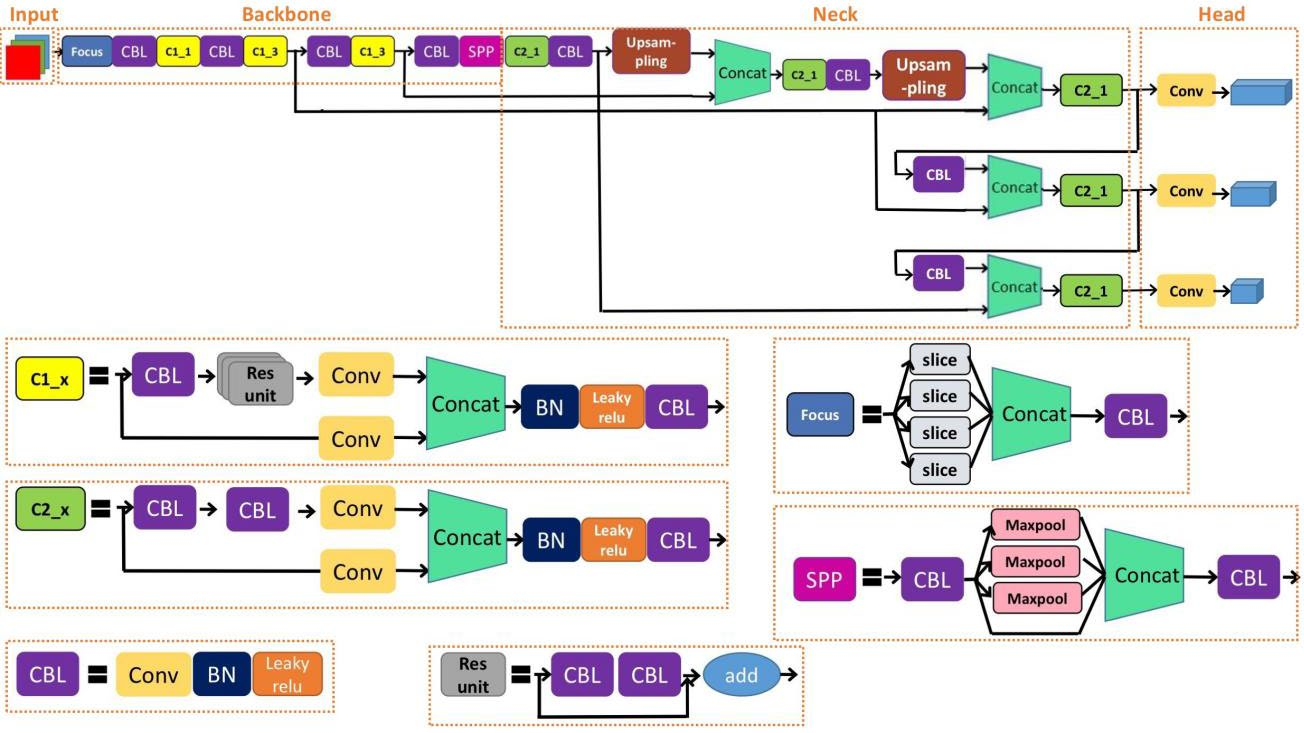 Input
Backbone
Neck
Head
Focus
CBL
C1_1
CBL
C1_3
CBL
C1_3
CBL
SPP
C2_1
CBL
Upsam-
pling
Concat
C2_1
CBL
Upsam
-pling
Concat
C2_1
Conv
CBL
Concat
C2_1
Conv
CBL
Concat
C2_1
Conv
C1_x
=
CBL
Res
unit
Conv
Conv
Concat
BN
Leaky
relu
CBL
Focus
=
slice
slice
slice
slice
Concat
CBL
C2_x
=
CBL
CBL
Conv
Conv
Concat
BN
Leaky
relu
CBL
SPP
=
CBL
Maxpool
Maxpool
Maxpool
Concat
CBL
CBL
=
Conv
BN
Leaky
relu
Res
unit
=
CBL
CBL
add